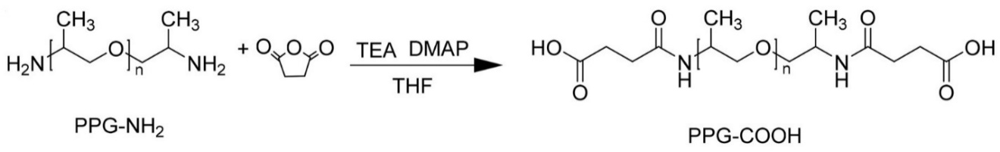 CH₃ CH₃ O CH₃ CH₃ O
H₂N [ O ]n NH₂ + O O O TEA DMAP HO N H [ O ]n N H OH
THF O O
PPG-NH₂ PPG-COOH